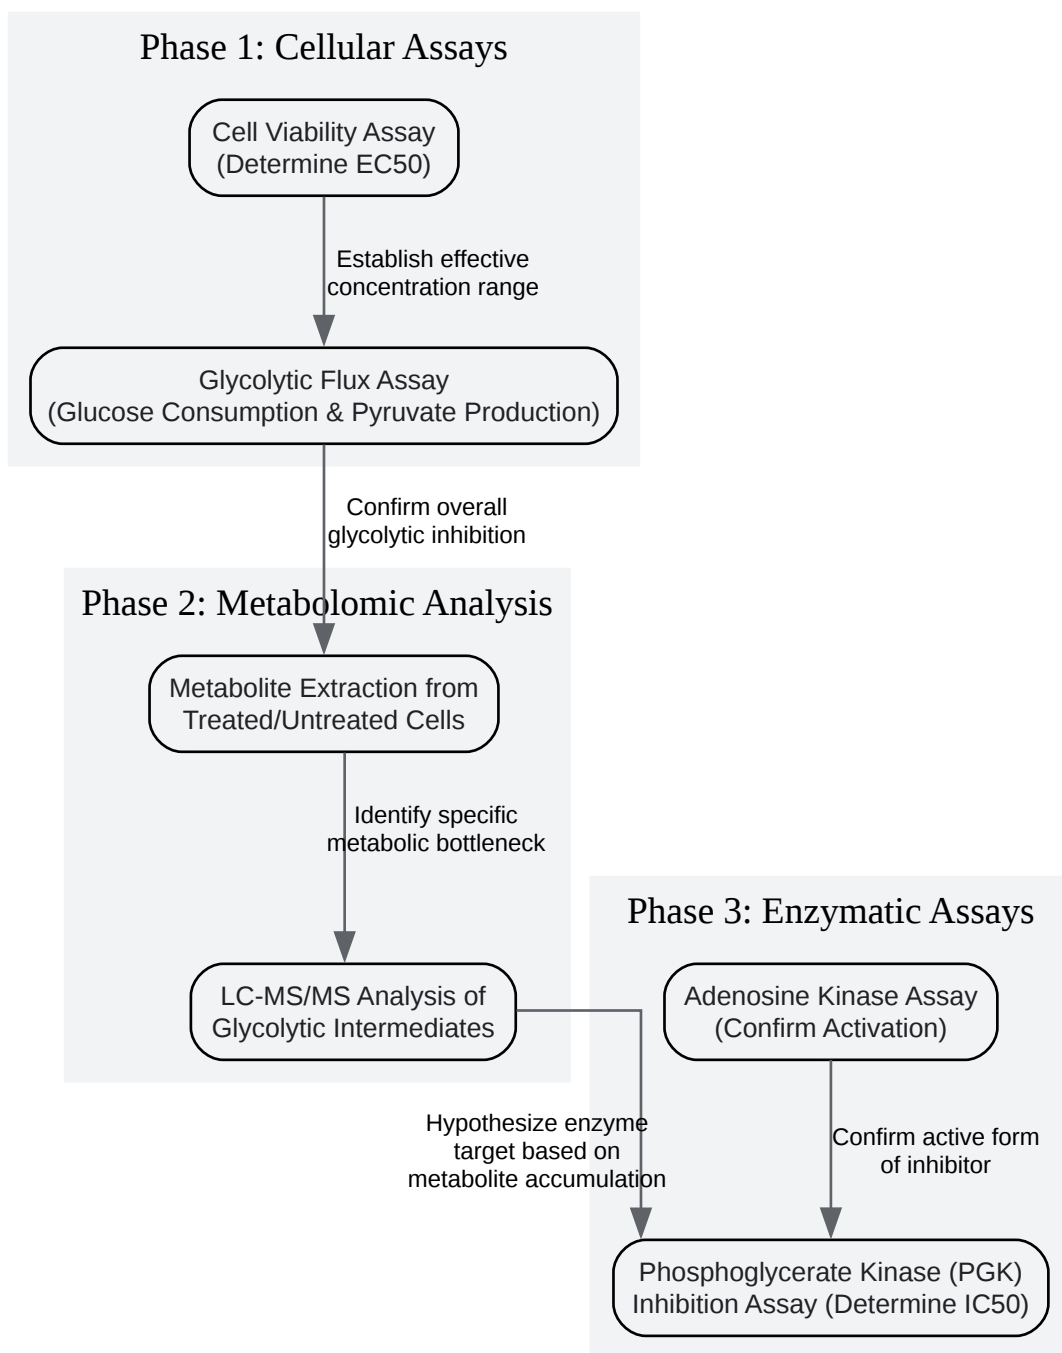 Phase 1: Cellular Assays
Cell Viability Assay
(Determine EC50)
Establish effective
concentration range
Glycolytic Flux Assay
(Glucose Consumption & Pyruvate Production)
Confirm overall
glycolytic inhibition
Phase 2: Metabolomic Analysis
Metabolite Extraction from
Treated/Untreated Cells
Identify specific
metabolic bottleneck
LC-MS/MS Analysis of
Glycolytic Intermediates
Hypothesize enzyme
target based on
metabolite accumulation
Phase 3: Enzymatic Assays
Adenosine Kinase Assay
(Confirm Activation)
Confirm active form
of inhibitor
Phosphoglycerate Kinase (PGK)
Inhibition Assay (Determine IC50)